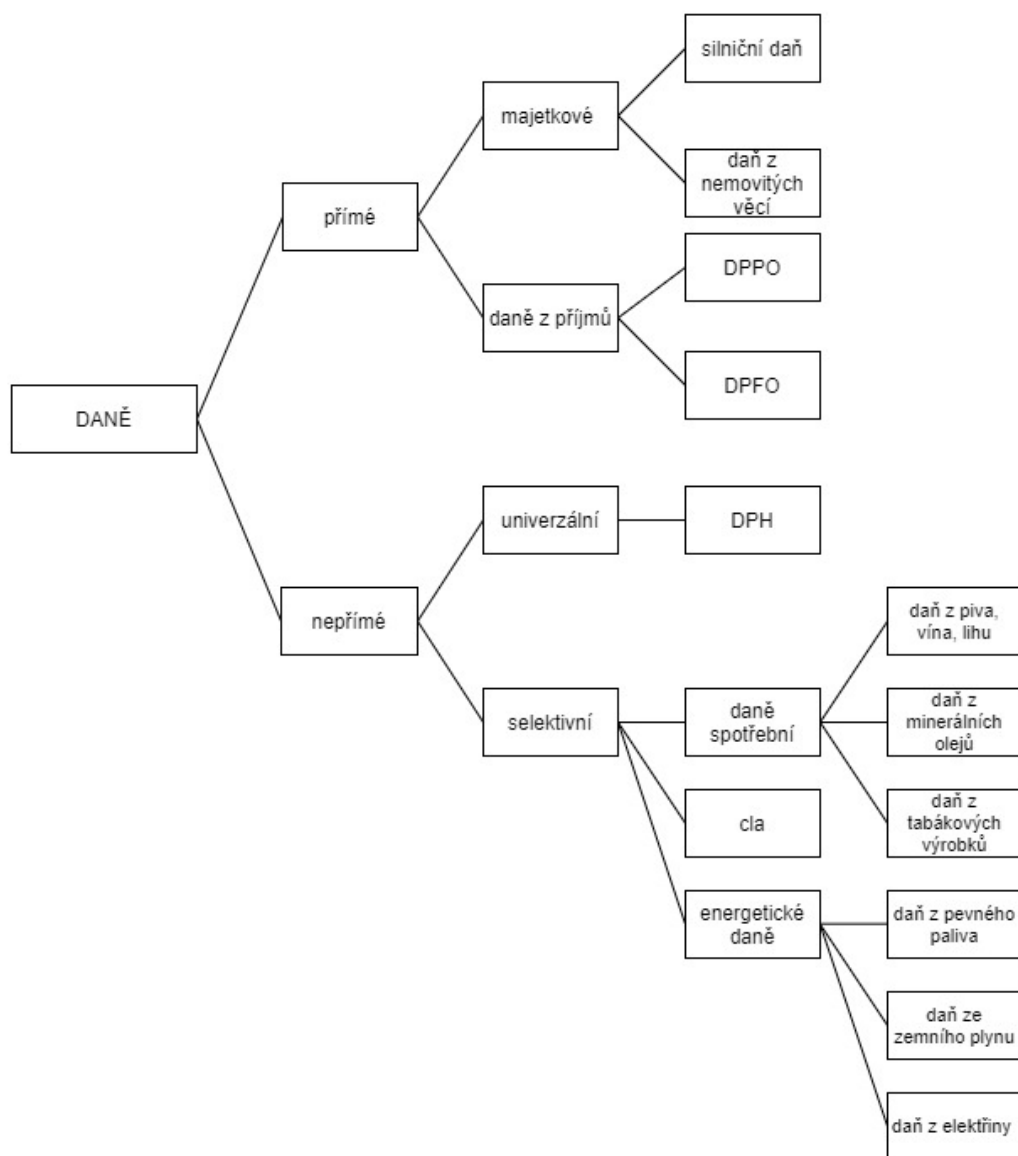 silniční daň
majetkové
daň z
nemovitých
věcí
přímé
DPPO
daně z příjmů
DPFO
DANĚ
univerzální
DPH
nepřímé
daň z piva,
vína, lihu
selektivní
daně
spotřební
daň z
minerálních
olejů
cla
daň z
tabákových
výrobků
energetické
daně
daň z pevného
paliva
daň ze
zemního plynu
daň z elektřiny